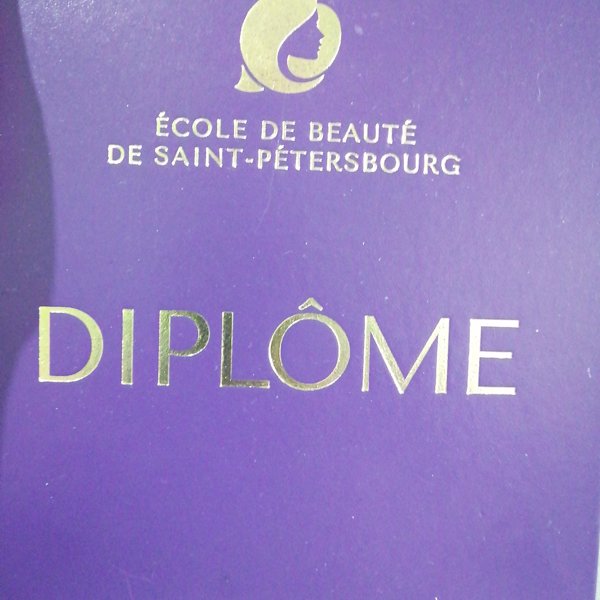 ÉCOLE DE BEAUTÉ
DE SAINT-PÉTERSBOURG
DIPLÔME